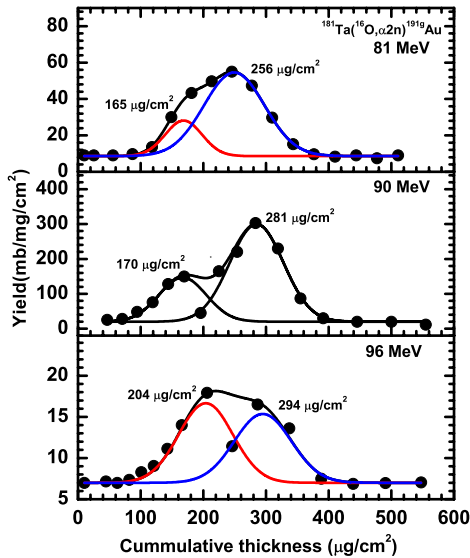 80
60
40
20
0
¹⁸¹Ta(¹⁶O,α2n)¹⁹¹ᵍAu
81 MeV
256 μg/cm²
165 μg/cm²
Yield(mb/mg/cm²)
400
300
200
100
0
90 MeV
281 μg/cm²
170 μg/cm²
20
15
10
5
96 MeV
204 μg/cm²
294 μg/cm²
0 100 200 300 400 500 600
Cummulative thickness (μg/cm²)